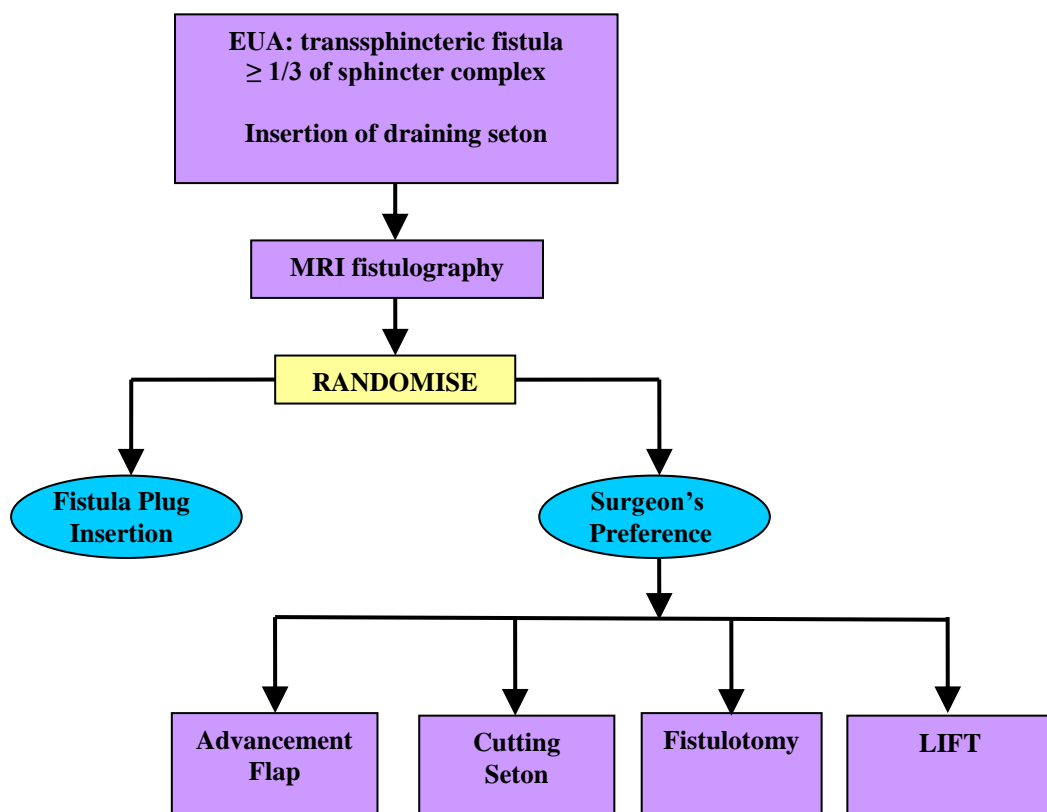 EUA: transsphincteric fistula
≥ 1/3 of sphincter complex
Insertion of draining seton
MRI fistulography
RANDOMISE
Fistula Plug
Insertion
Surgeon’s
Preference
Advancement
Flap
Cutting
Seton
Fistulotomy
LIFT